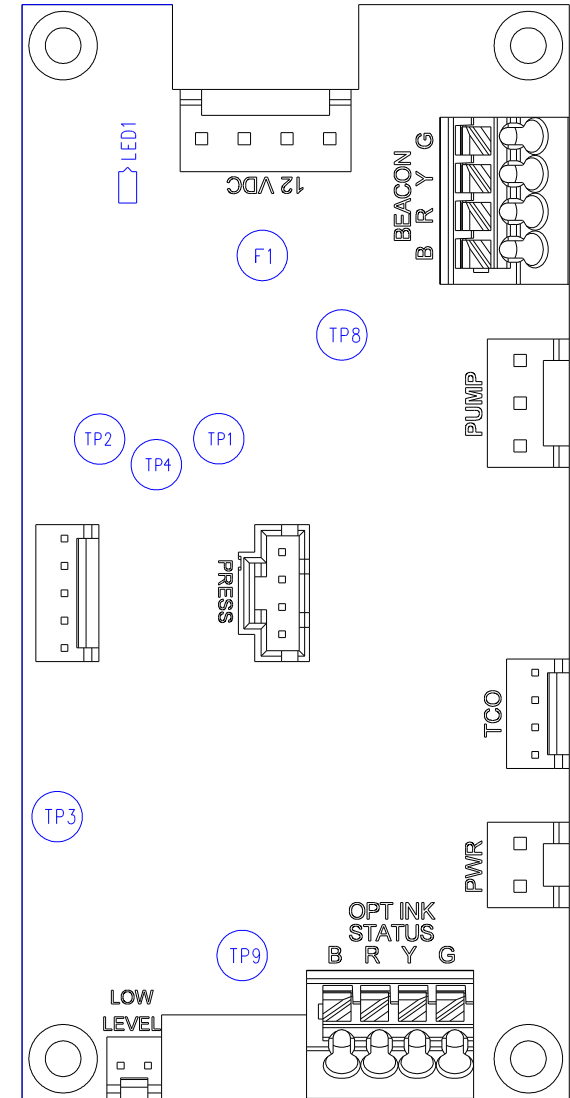 LED1
12 VDC
BEACON
B R Y G
F1
TP8
PUMP
TP2
TP4
TP1
PRESS
TCO
TP3
PWR
OPT INK
STATUS
B R Y G
TP9
LOW
LEVEL